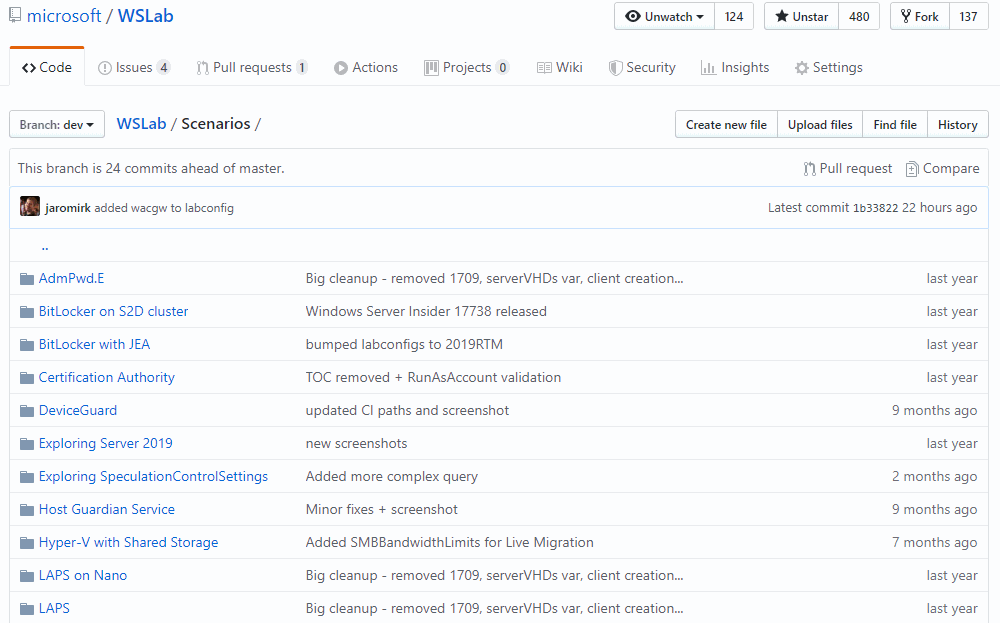 microsoft / WSLab Unwatch 124 Unstar 480 Fork 137
Code Issues 4 Pull requests 1 Actions Projects 0 Wiki Security Insights Settings
Branch: dev WSLab / Scenarios / Create new file Upload files Find file History
This branch is 24 commits ahead of master. Pull request Compare
jaromirk added wacgw to labconfig Latest commit 1b33822 22 hours ago
..
AdmPwd.E Big cleanup - removed 1709, serverVHDs var, client creation... last year
BitLocker on S2D cluster Windows Server Insider 17738 released last year
BitLocker with JEA bumped labconfigs to 2019RTM last year
Certification Authority TOC removed + RunAsAccount validation last year
DeviceGuard updated CI paths and screenshot 9 months ago
Exploring Server 2019 new screenshots last year
Exploring SpeculationControlSettings Added more complex query 2 months ago
Host Guardian Service Minor fixes + screenshot 9 months ago
Hyper-V with Shared Storage Added SMBBandwidthLimits for Live Migration 7 months ago
LAPS on Nano Big cleanup - removed 1709, serverVHDs var, client creation... last year
LAPS Big cleanup - removed 1709, serverVHDs var, client creation... last year